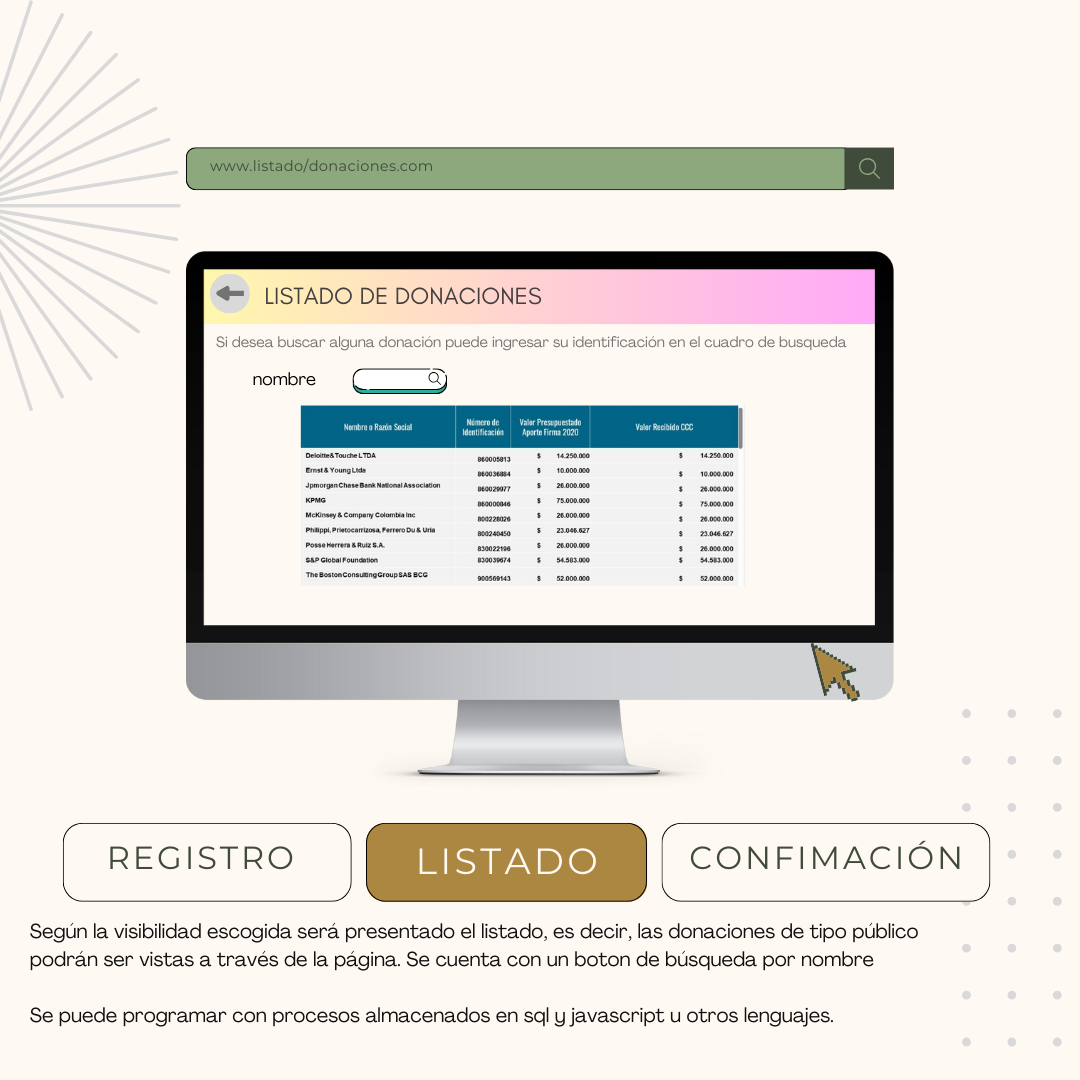 www.listado/donaciones.com
LISTADO DE DONACIONES
Si desea buscar alguna donación puede ingresar su identificación en el cuadro de busqueda
nombre
Nombre o Razón Social Número de Identificación Valor Presupuestado Aporte Firma 2020 Valor Recibido CCC
Deloitte & Touche LTDA 860005813 $ 14.250.000 $ 14.250.000
Ernst & Young Ltda 860036884 $ 10.000.000 $ 10.000.000
Jpmorgan Chase Bank National Association 860029977 $ 26.000.000 $ 26.000.000
KPMG 860000846 $ 75.000.000 $ 75.000.000
McKinsey & Company Colombia Inc 800228026 $ 26.000.000 $ 26.000.000
Philippi, Prietocarrizosa, Ferrero Du & Uria 800240450 $ 23.046.627 $ 23.046.627
Posse Herrera & Ruiz S.A. 830022196 $ 26.000.000 $ 26.000.000
S&P Global Foundation 830039674 $ 54.583.000 $ 54.583.000
The Boston Consulting Group SAS BCG 900569143 $ 52.000.000 $ 52.000.000
REGISTRO
LISTADO
CONFIMACIÓN
Según la visibilidad escogida será presentado el listado, es decir, las donaciones de tipo público
podrán ser vistas a través de la página. Se cuenta con un boton de búsqueda por nombre
Se puede programar con procesos almacenados en sql y javascript u otros lenguajes.